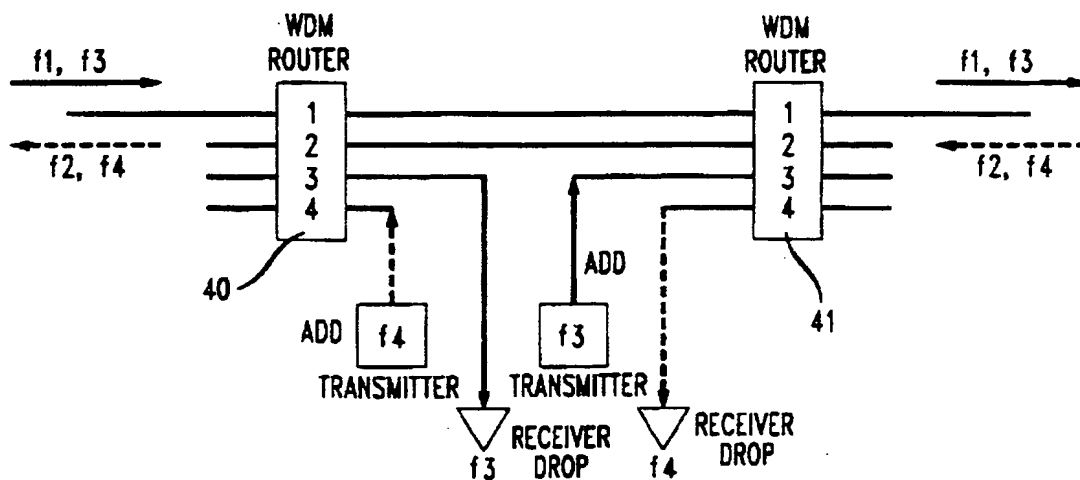 WDM
ROUTER
WDM
ROUTER
f1, f3
f1, f3
1
1
f2, f4
2
2
f2, f4
3
3
4
4
40
ADD
41
ADD
f4
f3
TRANSMITTER
TRANSMITTER
RECEIVER
DROP
f3
RECEIVER
DROP
f4